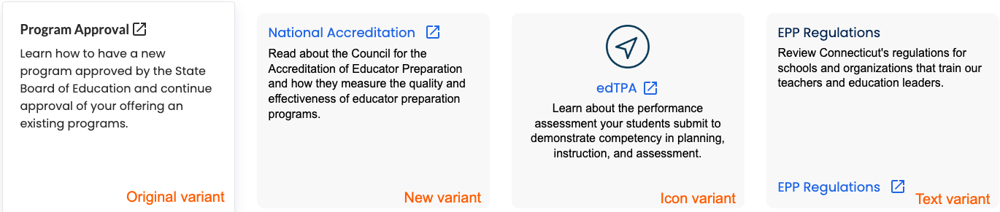 Program Approval
Learn how to have a new
program approved by the State
Board of Education and continue
approval of your offering an
existing programs.
Original variant
National Accreditation
Read about the Council for the
Accreditation of Educator Preparation
and how they measure the quality and
effectiveness of educator preparation
programs.
New variant
edTPA
Learn about the performance
assessment your students submit to
demonstrate competency in planning,
instruction, and assessment.
Icon variant
EPP Regulations
Review Connecticut's regulations for
schools and organizations that train our
teachers and education leaders.
EPP Regulations
Text variant